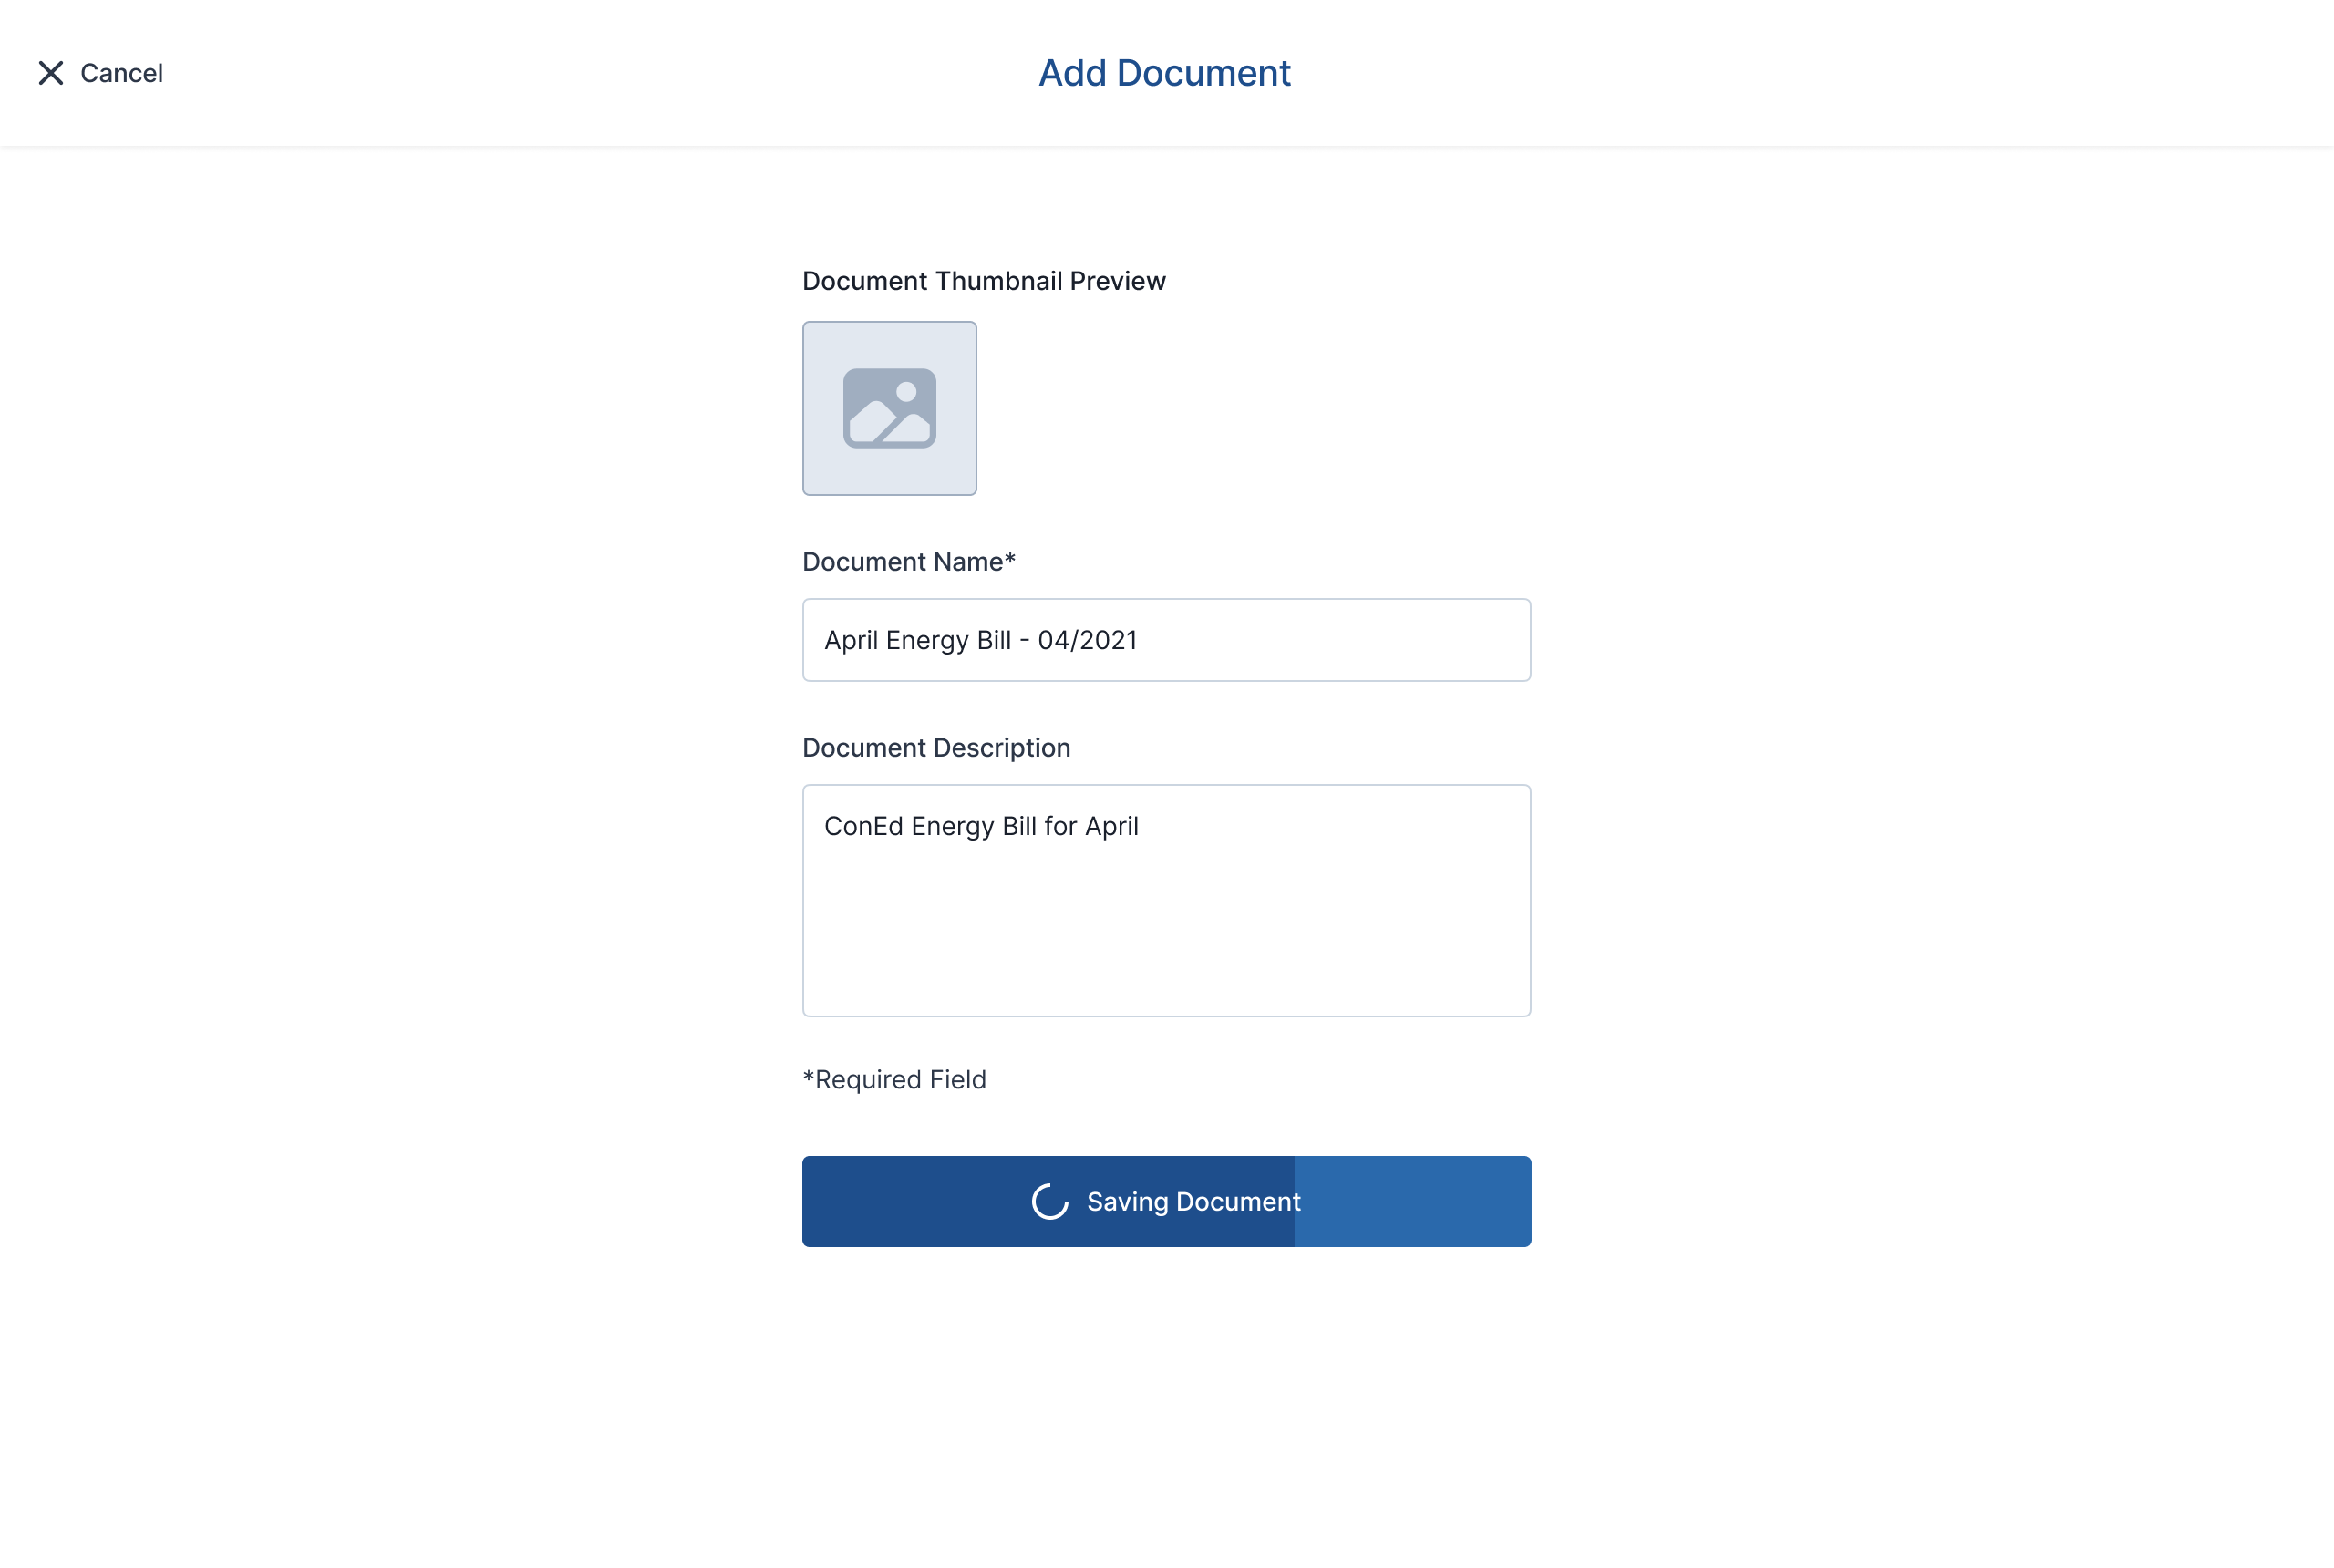 Cancel
Add Document
Document Thumbnail Preview
Document Name*
April Energy Bill - 04/2021
Document Description
ConEd Energy Bill for April
*Required Field
Saving Document